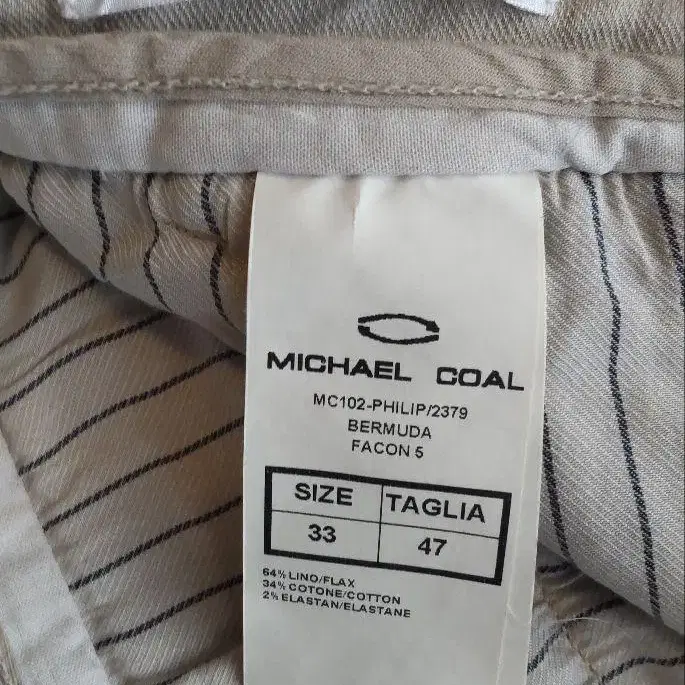 MICHAEL COAL
MC102-PHILIP/2379
BERMUDA
FACON 5
SIZE TAGLIA
33 47
64% LINO/FLAX
34% COTONE/COTTON
2% ELASTAN/ELASTANE